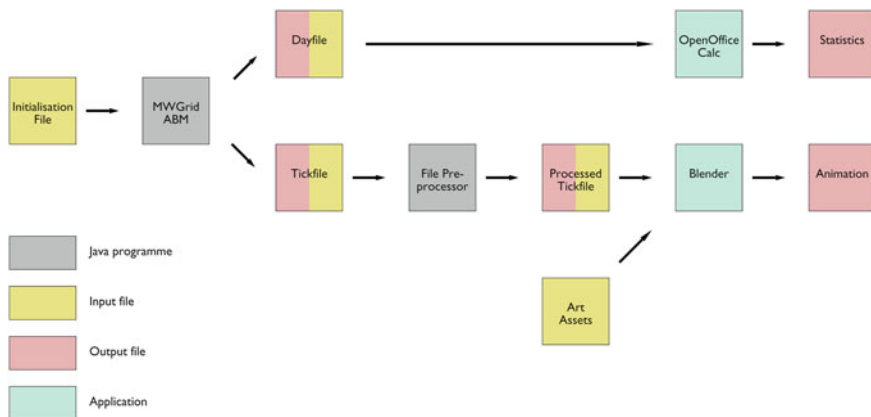 Dayfile
OpenOffice
Calc
Statistics
Initialisation
File
MWGrid
ABM
Tickfile
File Pre-
processor
Processed
Tickfile
Blender
Animation
Java programme
Input file
Art
Assets
Output file
Application